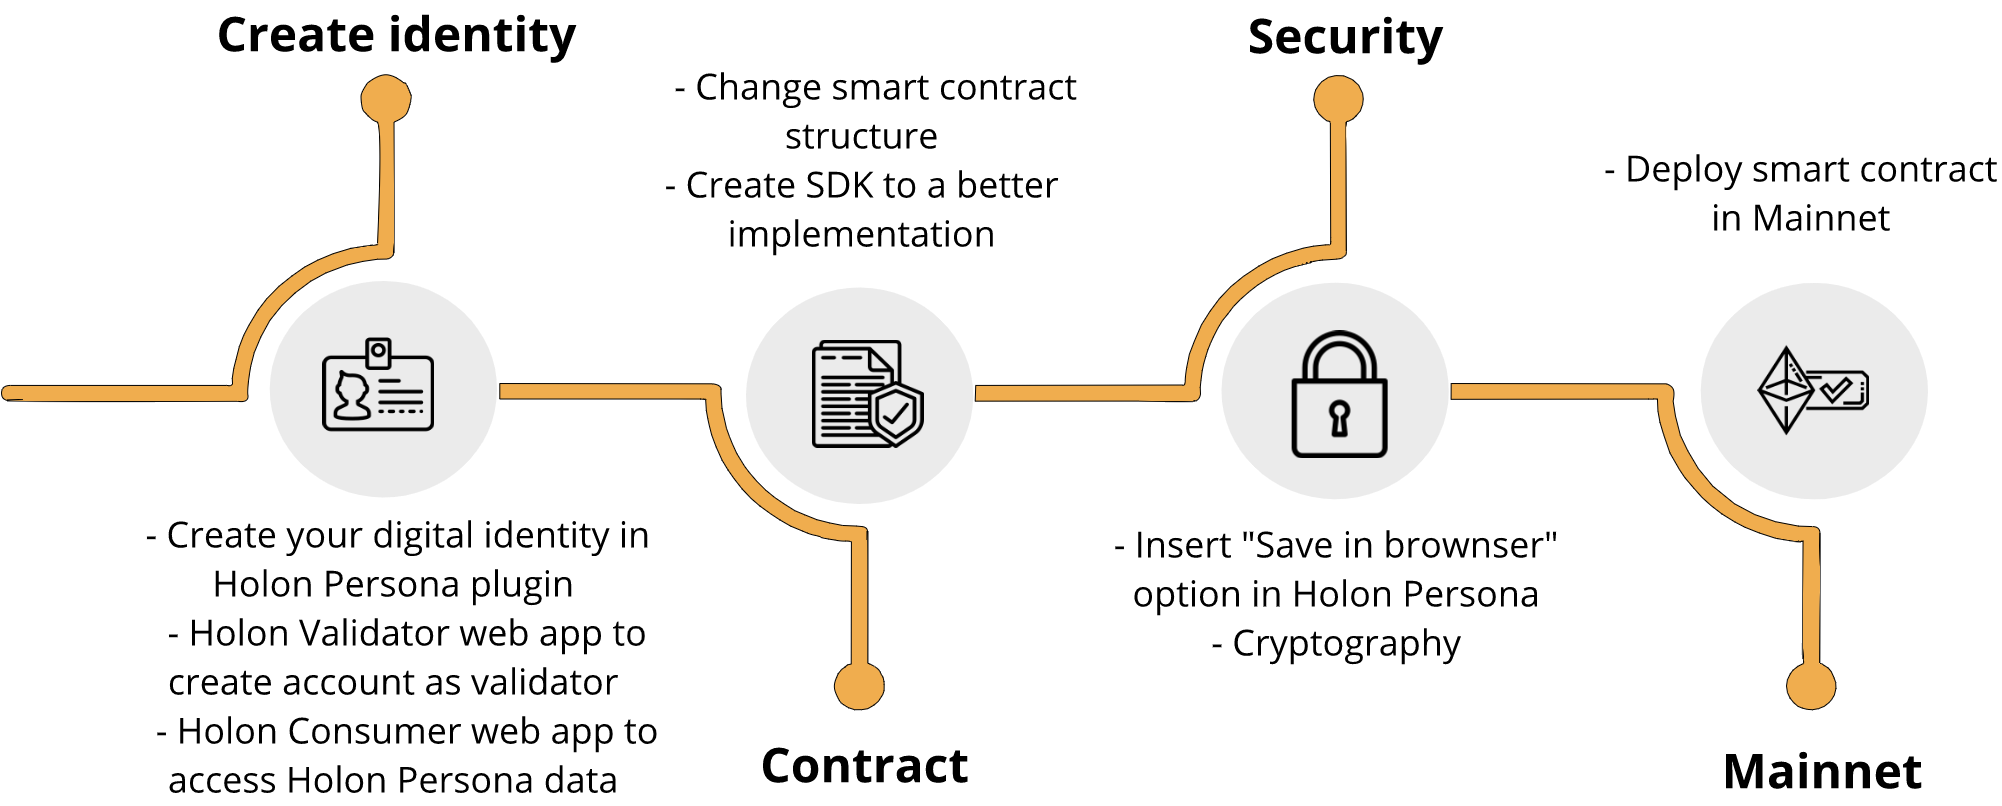 Create identity
- Create your digital identity in
Holon Persona plugin
- Holon Validator web app to
create account as validator
- Holon Consumer web app to
access Holon Persona data
- Change smart contract
structure
- Create SDK to a better
implementation
Contract
Security
- Insert "Save in brownser"
option in Holon Persona
- Cryptography
- Deploy smart contract
in Mainnet
Mainnet